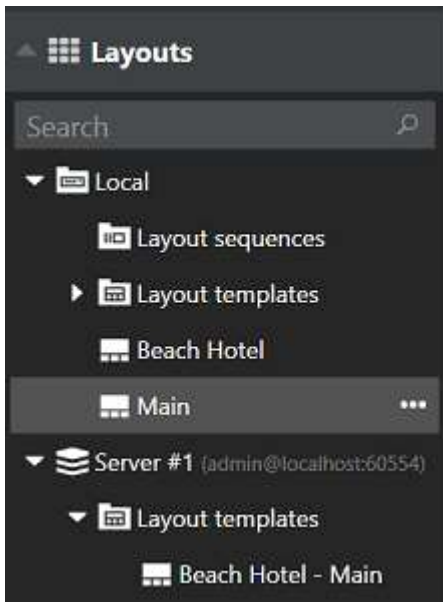 Layouts
Search
Local
Layout sequences
Layout templates
Beach Hotel
Main
Server #1 (admin@localhost:60554)
Layout templates
Beach Hotel - Main